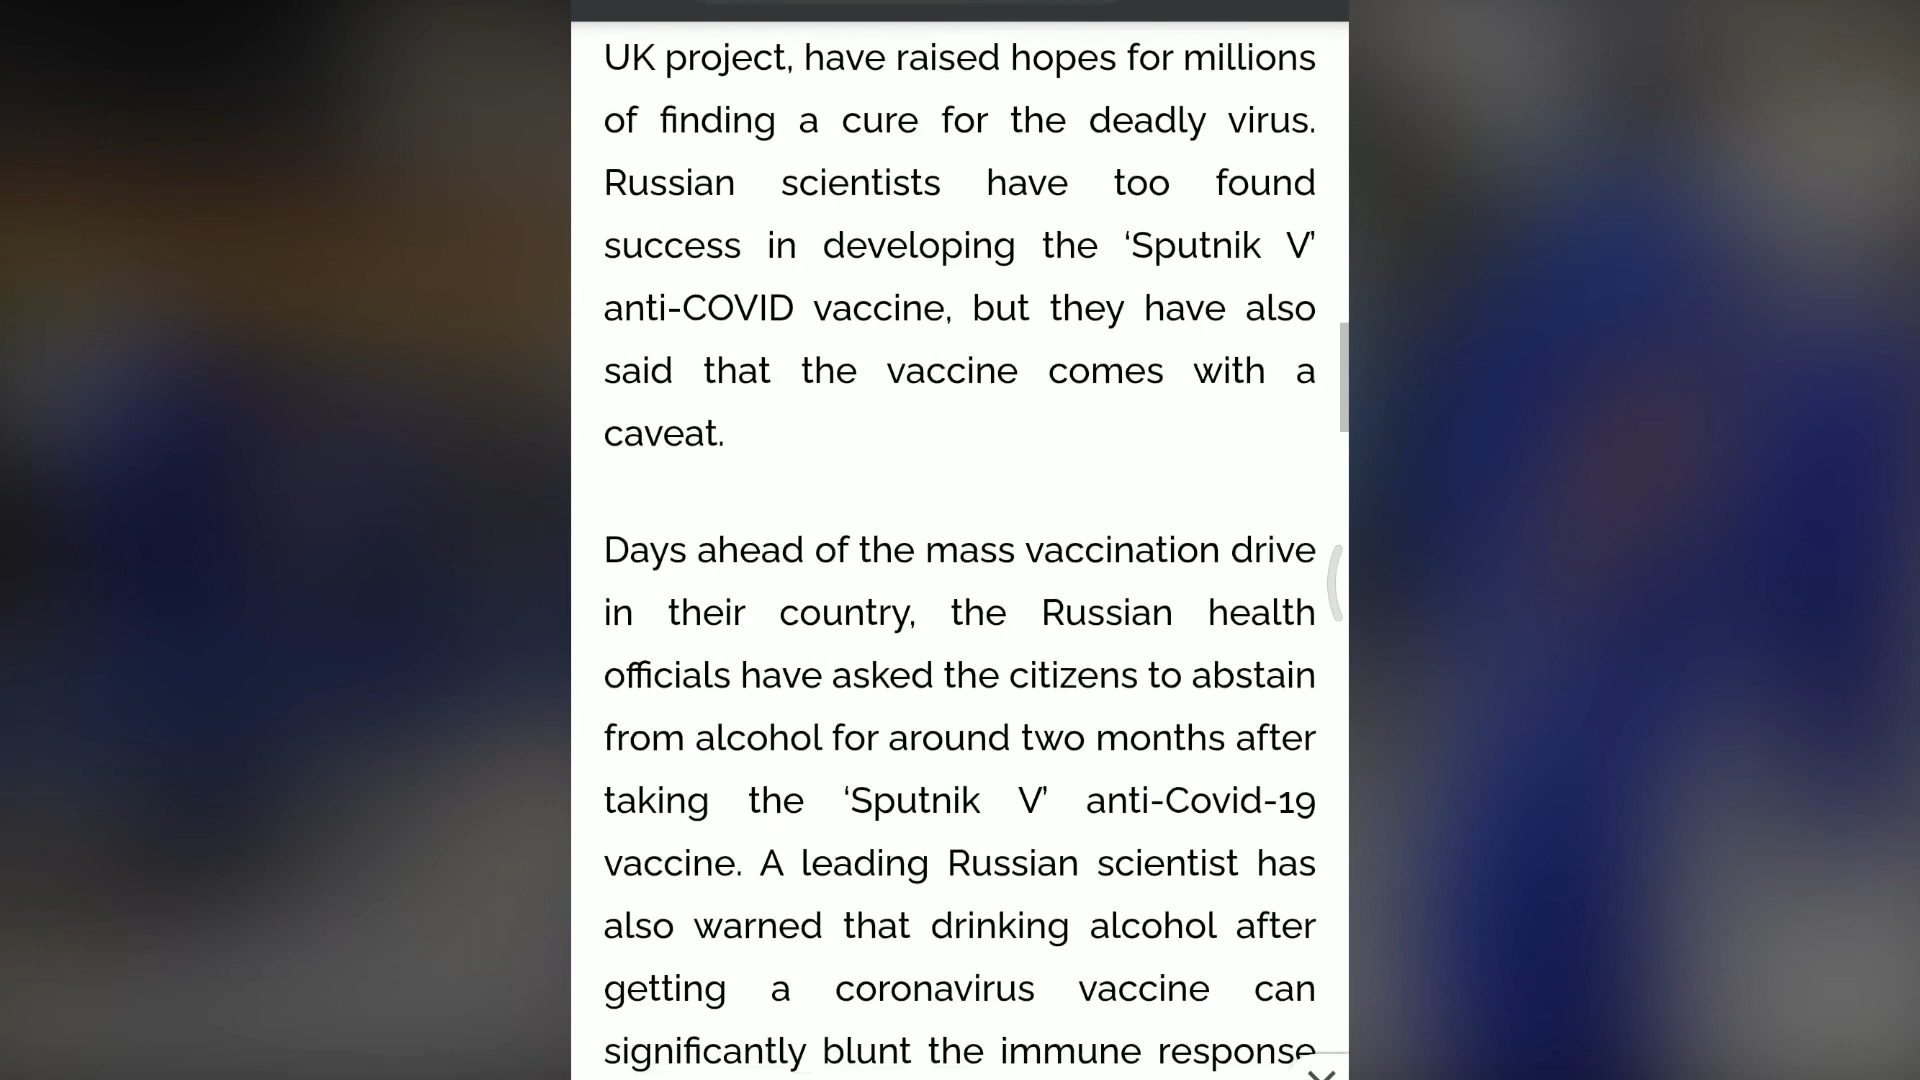 UK project, have raised hopes for millions
of finding a cure for the deadly virus.
Russian scientists have too found
success in developing the ‘Sputnik V’
anti-COVID vaccine, but they have also
said that the vaccine comes with a
caveat.
Days ahead of the mass vaccination drive
in their country, the Russian health
officials have asked the citizens to abstain
from alcohol for around two months after
taking the ‘Sputnik V’ anti-Covid-19
vaccine. A leading Russian scientist has
also warned that drinking alcohol after
getting a coronavirus vaccine can
significantly blunt the immune response